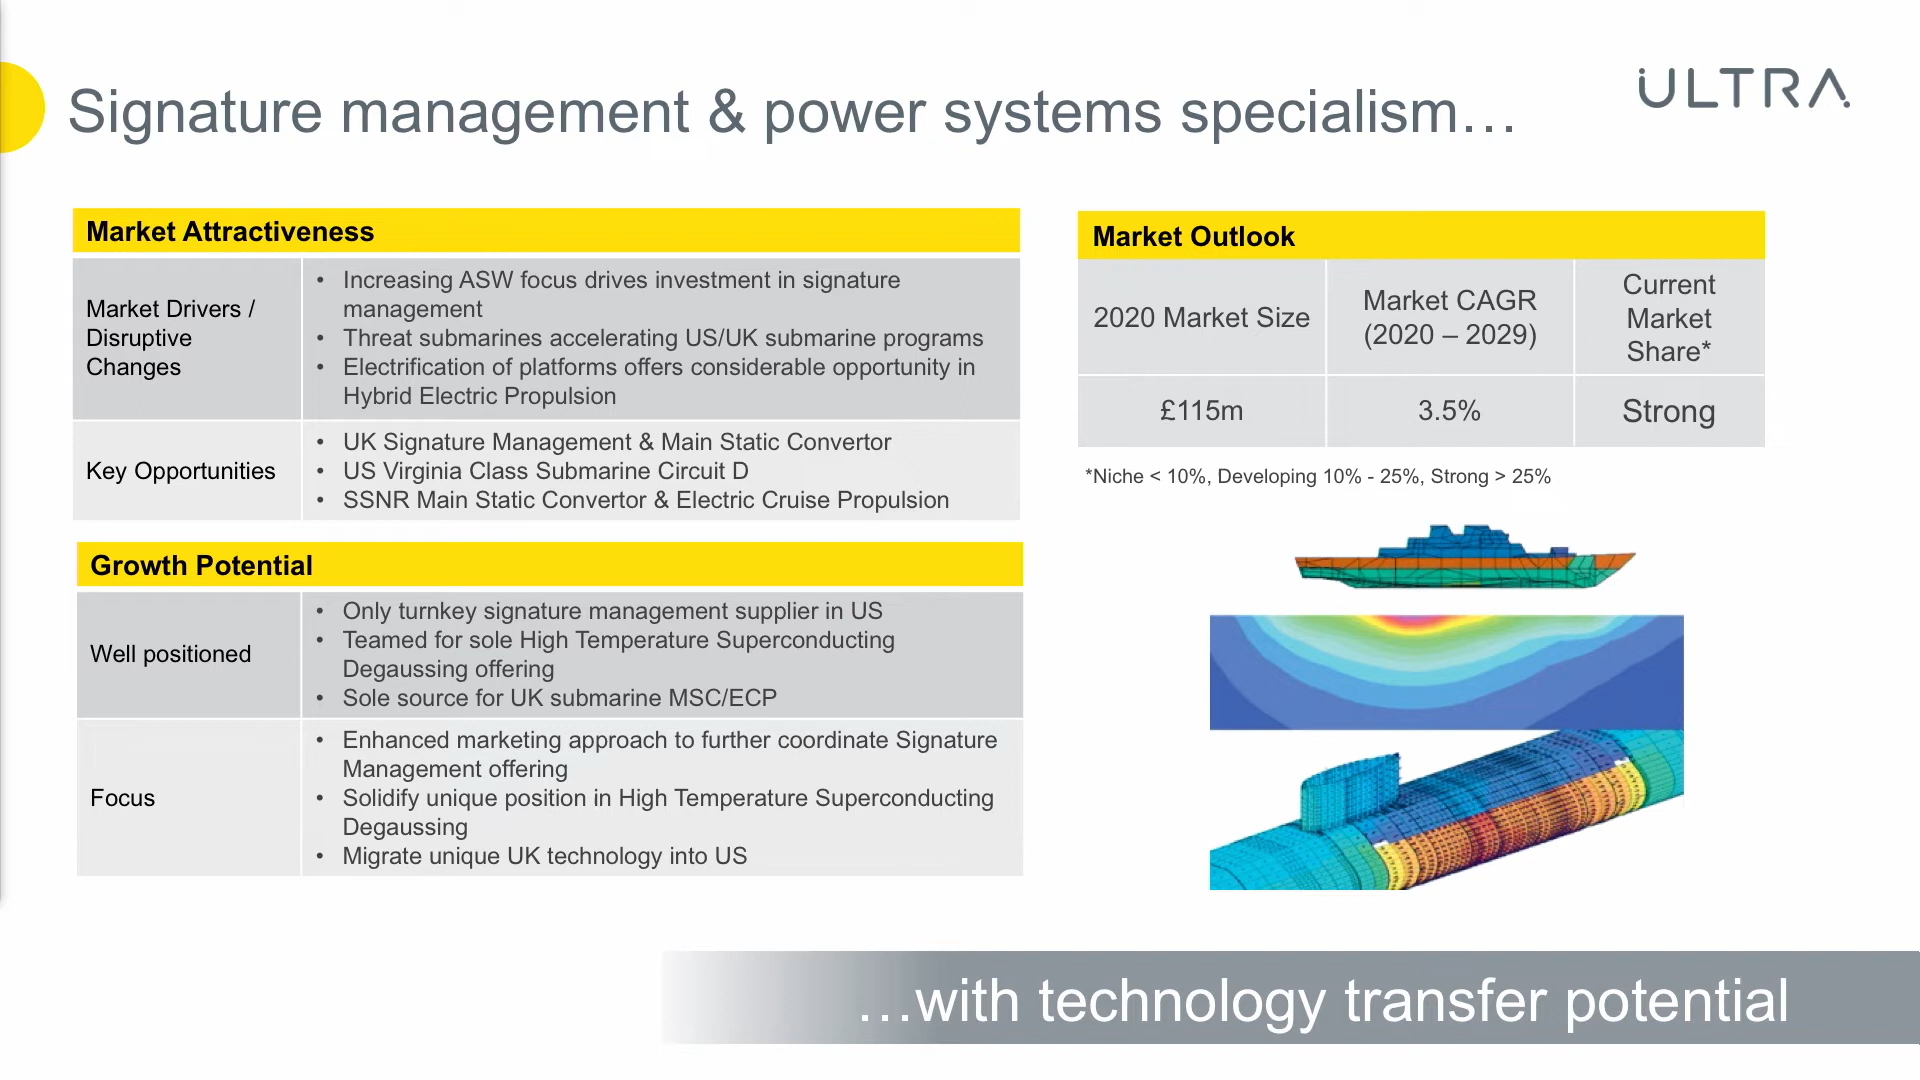 Signature management & power systems specialism…
ULTRA
Market Attractiveness
Market Drivers /
Disruptive
Changes
• Increasing ASW focus drives investment in signature
management
• Threat submarines accelerating US/UK submarine programs
• Electrification of platforms offers considerable opportunity in
Hybrid Electric Propulsion
Key Opportunities
• UK Signature Management & Main Static Convertor
• US Virginia Class Submarine Circuit D
• SSNR Main Static Convertor & Electric Cruise Propulsion
Growth Potential
Well positioned
• Only turnkey signature management supplier in US
• Teamed for sole High Temperature Superconducting
Degaussing offering
• Sole source for UK submarine MSC/ECP
Focus
• Enhanced marketing approach to further coordinate Signature
Management offering
• Solidify unique position in High Temperature Superconducting
Degaussing
• Migrate unique UK technology into US
Market Outlook
2020 Market Size
Market CAGR
(2020 – 2029)
Current
Market
Share*
£115m
3.5%
Strong
*Niche < 10%, Developing 10% - 25%, Strong > 25%
…with technology transfer potential